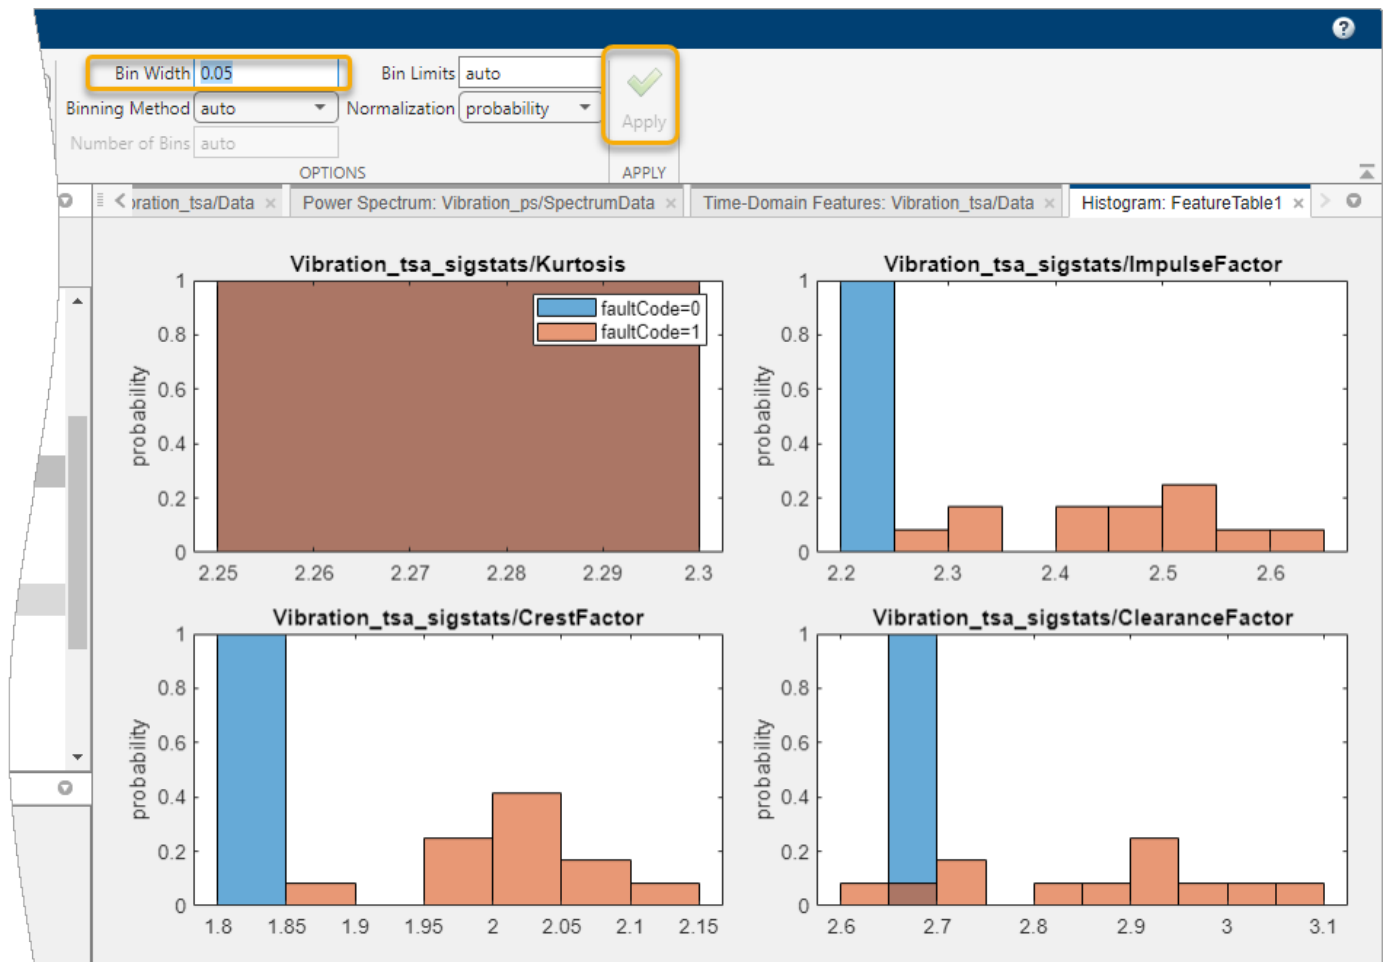 ?
Bin Width 0.05 Bin Limits auto
Binning Method auto Normalization probability Apply
Number of Bins auto
OPTIONS APPLY
oration_tsa/Data × Power Spectrum: Vibration_ps/SpectrumData × Time-Domain Features: Vibration_tsa/Data × Histogram: FeatureTable1 ×
Vibration_tsa_sigstats/Kurtosis
probability
1
0.8
0.6
0.4
0.2
0
faultCode=0
faultCode=1
2.25 2.26 2.27 2.28 2.29 2.3
Vibration_tsa_sigstats/ImpulseFactor
probability
1
0.8
0.6
0.4
0.2
0
2.2 2.3 2.4 2.5 2.6
Vibration_tsa_sigstats/CrestFactor
probability
1
0.8
0.6
0.4
0.2
0
1.8 1.85 1.9 1.95 2 2.05 2.1 2.15
Vibration_tsa_sigstats/ClearanceFactor
probability
1
0.8
0.6
0.4
0.2
0
2.6 2.7 2.8 2.9 3 3.1